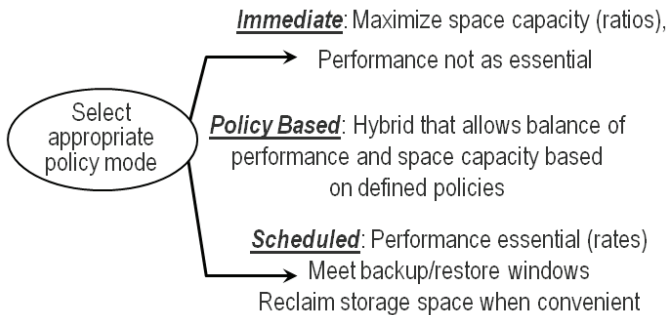 Select
appropriate
policy mode
Immediate: Maximize space capacity (ratios),
Performance not as essential
Policy Based: Hybrid that allows balance of
performance and space capacity based
on defined policies
Scheduled: Performance essential (rates)
Meet backup/restore windows
Reclaim storage space when convenient